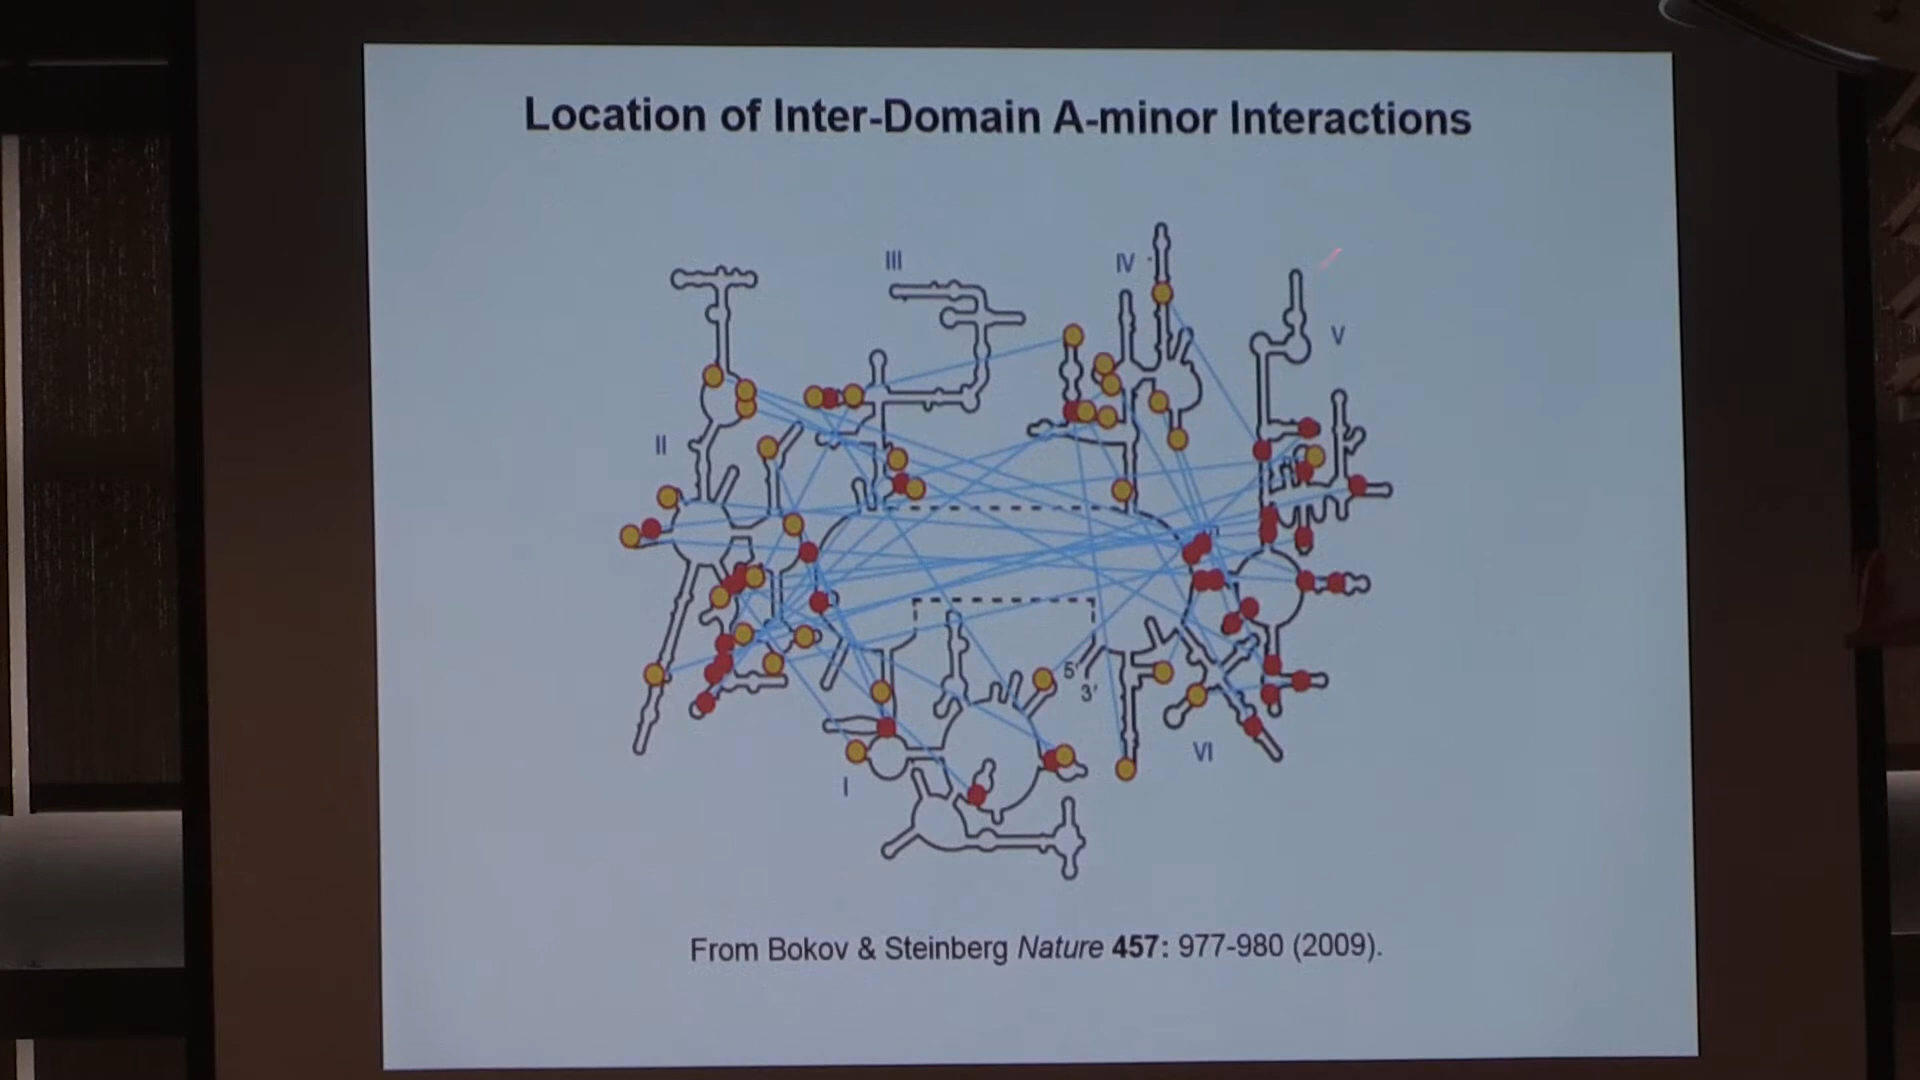 Location of Inter-Domain A-minor Interactions
III
IV
V
II
5'
3'
VI
I
From Bokov & Steinberg Nature 457: 977-980 (2009).